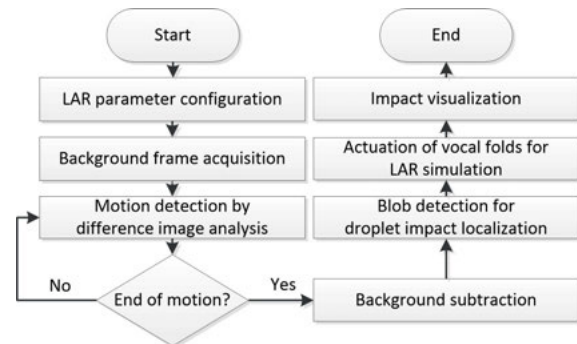 Start
LAR parameter configuration
Background frame acquisition
Motion detection by
difference image analysis
End of motion?
No
Yes
Background subtraction
Blob detection for
droplet impact localization
Actuation of vocal folds for
LAR simulation
Impact visualization
End